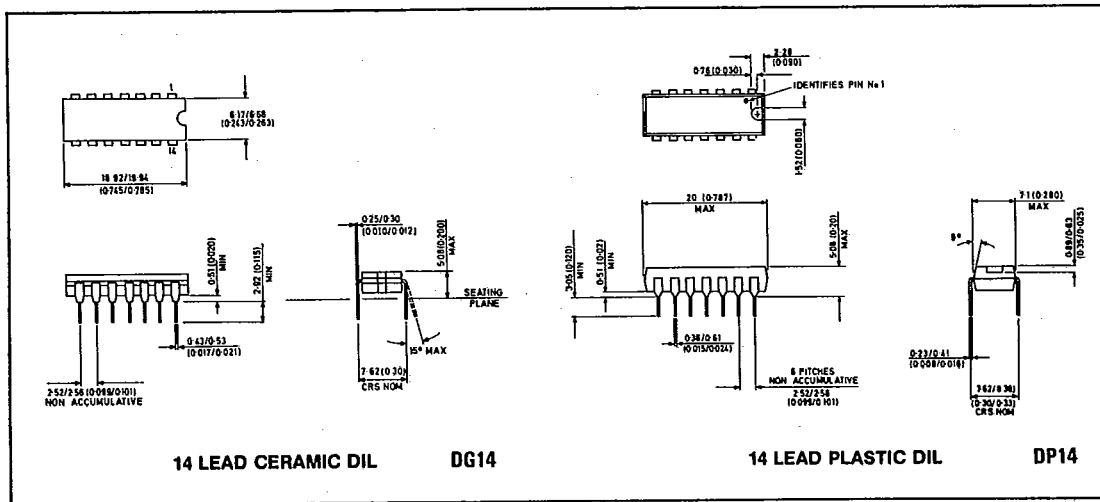 1
6·17/6·68
(0·243/0·263)
14
18·92/19·94
(0·745/0·785)
0·51 (0·020)
MIN
2·92 (0·115)
MIN
0·43/0·53
(0·017/0·021)
2·52/2·56 (0·099/0·101)
NON ACCUMULATIVE
0·25/0·30
(0·010/0·012)
5·08 (0·200)
MAX
SEATING
PLANE
15° MAX
7·62 (0·30)
CRS NOM
14 LEAD CERAMIC DIL DG14
2·28
(0·090)
0·76 (0·030)
IDENTIFIES PIN No 1
1·52 (0·060)
20 (0·787)
MAX
3·05 (0·120)
MIN
0·51 (0·02)
MIN
5·08 (0·20)
MAX
0·38/0·61
(0·015/0·024)
6 PITCHES
NON ACCUMULATIVE
2·52/2·56
(0·099/0·101)
7·1 (0·280)
MAX
0·89/0·63
(0·35/0·025)
0·23/0·41
(0·008/0·016)
7·62/8·38
(0·30/0·33)
CRS NOM
14 LEAD PLASTIC DIL DP14